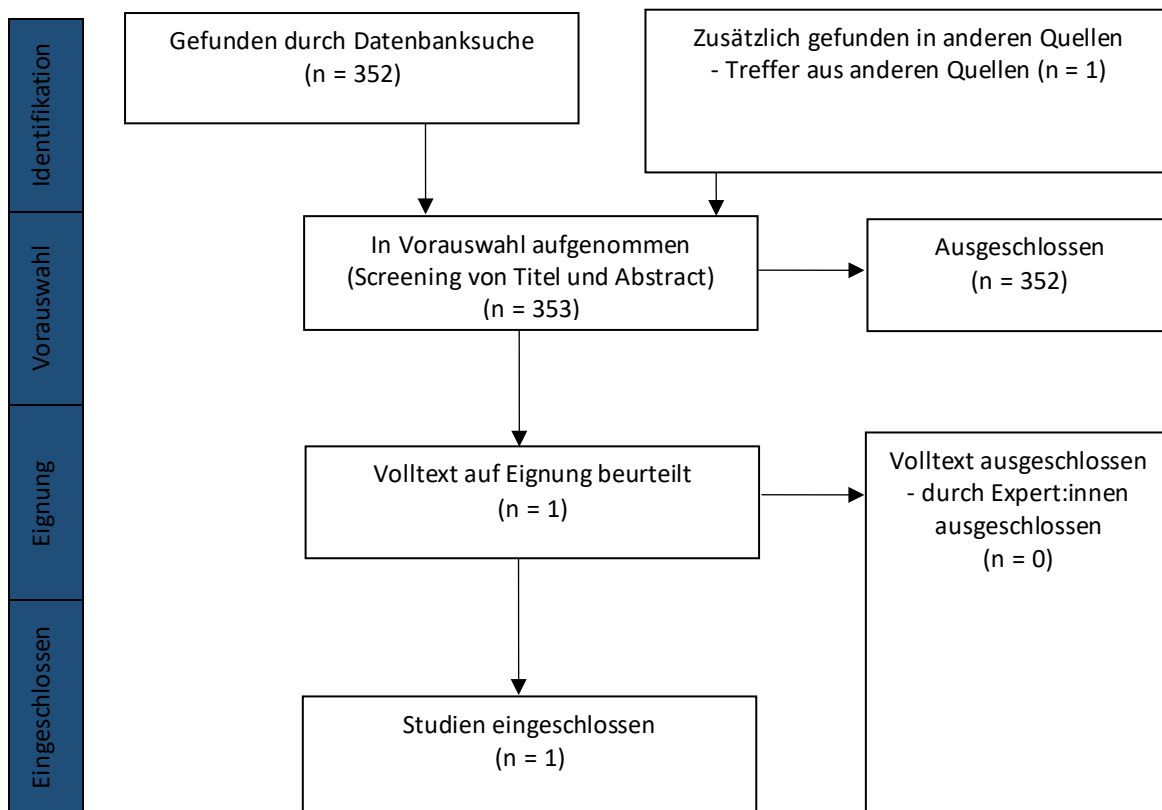 Identifikation
Gefunden durch Datenbanksuche
(n = 352)
Zusätzlich gefunden in anderen Quellen
- Treffer aus anderen Quellen (n = 1)
Vorauswahl
In Vorauswahl aufgenommen
(Screening von Titel und Abstract)
(n = 353)
Ausgeschlossen
(n = 352)
Eignung
Volltext auf Eignung beurteilt
(n = 1)
Volltext ausgeschlossen
- durch Expert:innen
ausgeschlossen
(n = 0)
Eingeschlossen
Studien eingeschlossen
(n = 1)